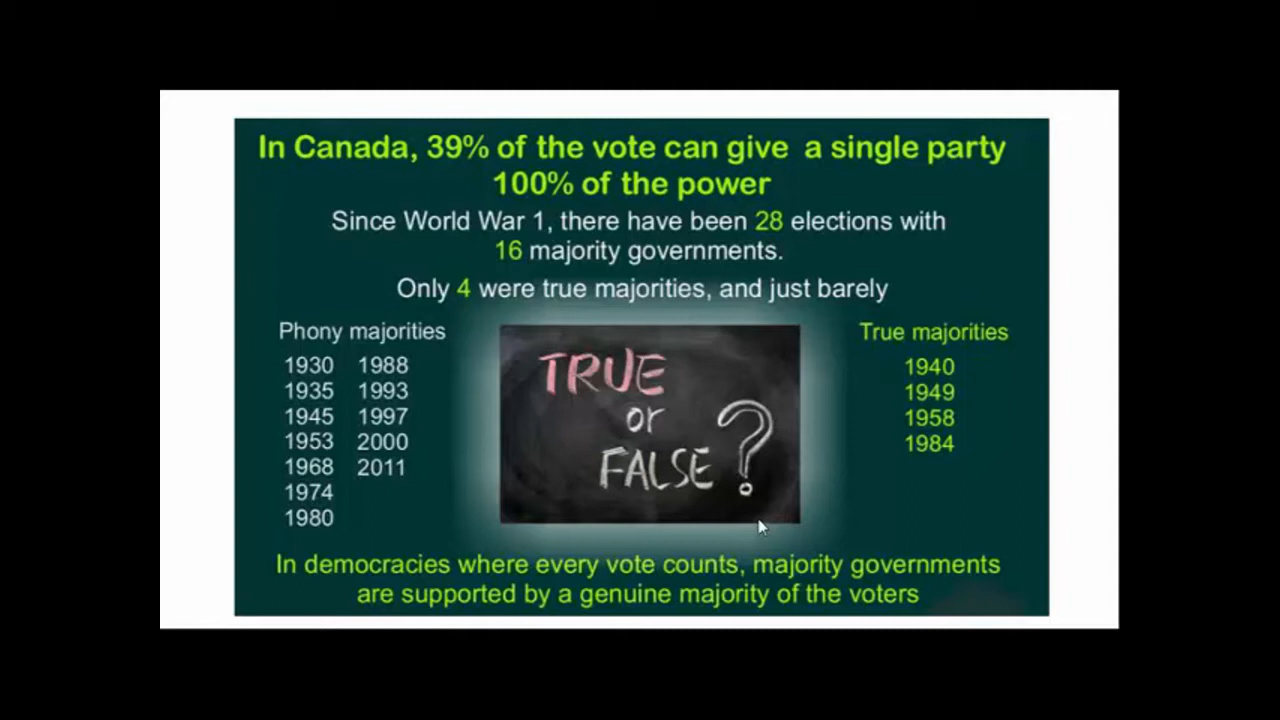 In Canada, 39% of the vote can give a single party
100% of the power
Since World War 1, there have been 28 elections with
16 majority governments.
Only 4 were true majorities, and just barely
Phony majorities
1930 1988
1935 1993
1945 1997
1953 2000
1968 2011
1974
1980
TRUE
or
FALSE ?
True majorities
1940
1949
1958
1984
In democracies where every vote counts, majority governments
are supported by a genuine majority of the voters